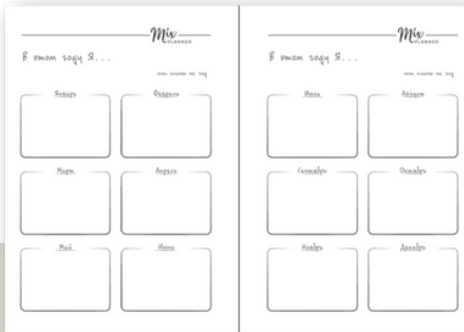 Mix
PLANNER
В этом году Я...
мои планы на год
Январь Февраль
Март Апрель
Май Июнь
Mix
PLANNER
В этом году Я...
мои планы на год
Июль Август
Сентябрь Октябрь
Ноябрь Декабрь